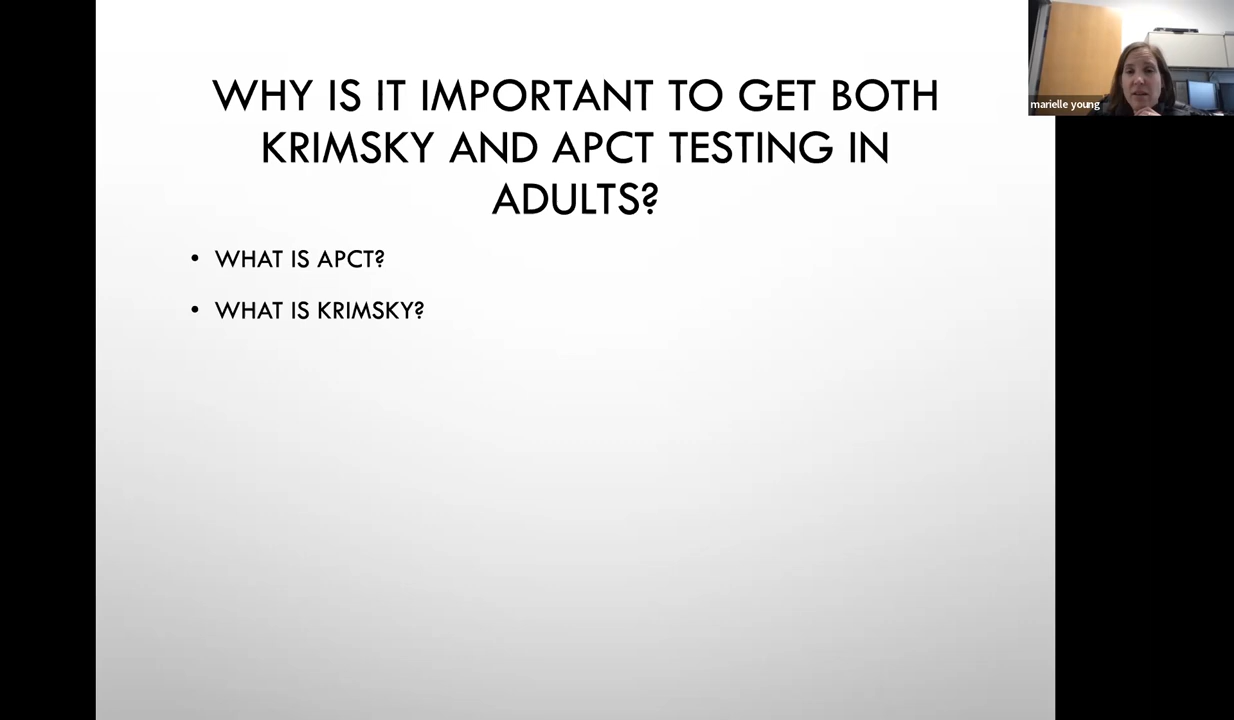 WHY IS IT IMPORTANT TO GET BOTH
KRIMSKY AND APCT TESTING IN
ADULTS?
• WHAT IS APCT?
• WHAT IS KRIMSKY?
marielle young